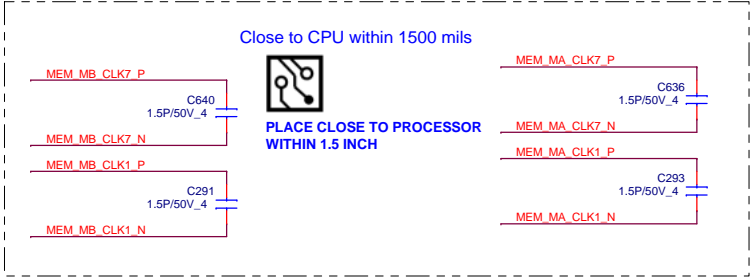 Close to CPU within 1500 mils
MEM_MB_CLK7_P
C640
1.5P/50V_4
MEM_MB_CLK7_N
MEM_MB_CLK1_P
C291
1.5P/50V_4
MEM_MB_CLK1_N
PLACE CLOSE TO PROCESSOR
WITHIN 1.5 INCH
MEM_MA_CLK7_P
C636
1.5P/50V_4
MEM_MA_CLK7_N
MEM_MA_CLK1_P
C293
1.5P/50V_4
MEM_MA_CLK1_N